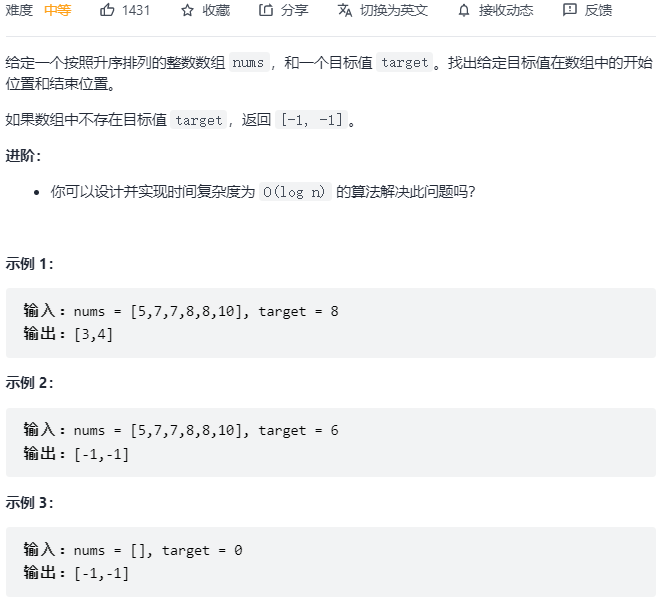 难度 中等 1431 收藏 分享 切换为英文 接收动态 反馈
给定一个按照升序排列的整数数组 nums，和一个目标值 target。找出给定目标值在数组中的开始
位置和结束位置。
如果数组中不存在目标值 target，返回 [-1, -1]。
进阶：
• 你可以设计并实现时间复杂度为 O(log n) 的算法解决此问题吗？
示例 1：
输入：nums = [5,7,7,8,8,10], target = 8
输出：[3,4]
示例 2：
输入：nums = [5,7,7,8,8,10], target = 6
输出：[-1,-1]
示例 3：
输入：nums = [], target = 0
输出：[-1,-1]